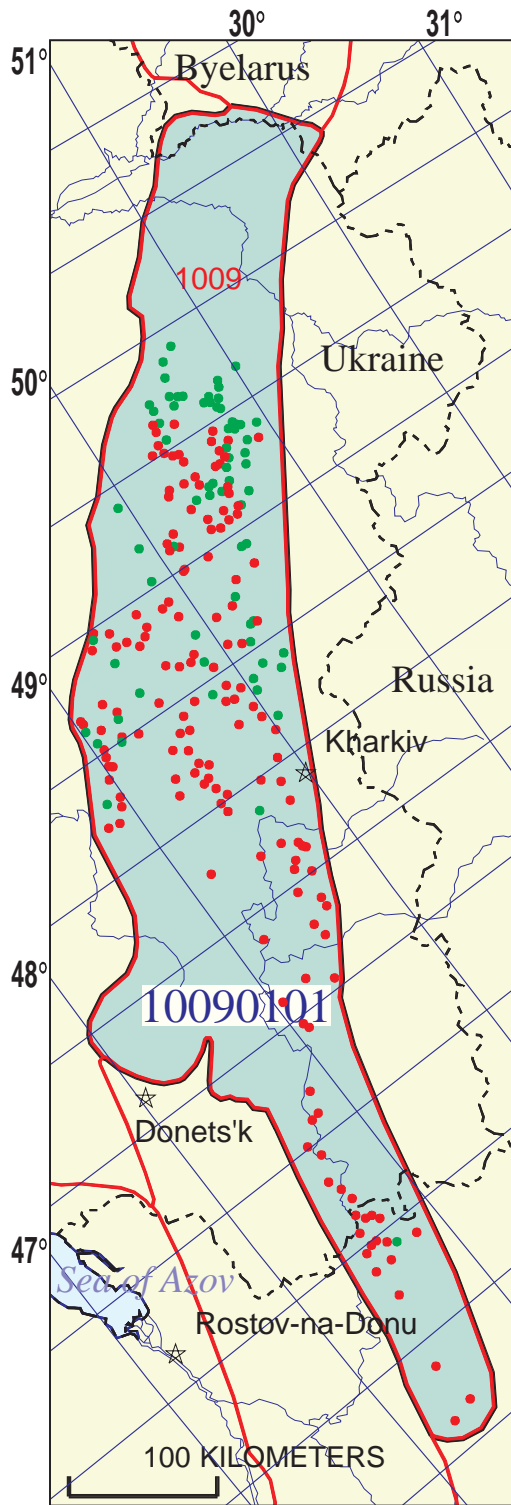 30°
31°
51°
Byelarus
1009
Ukraine
50°
49°
Russia
Kharkiv
48°
10090101
Donets'k
47°
Sea of Azov
Rostov-na-Donu
100 KILOMETERS